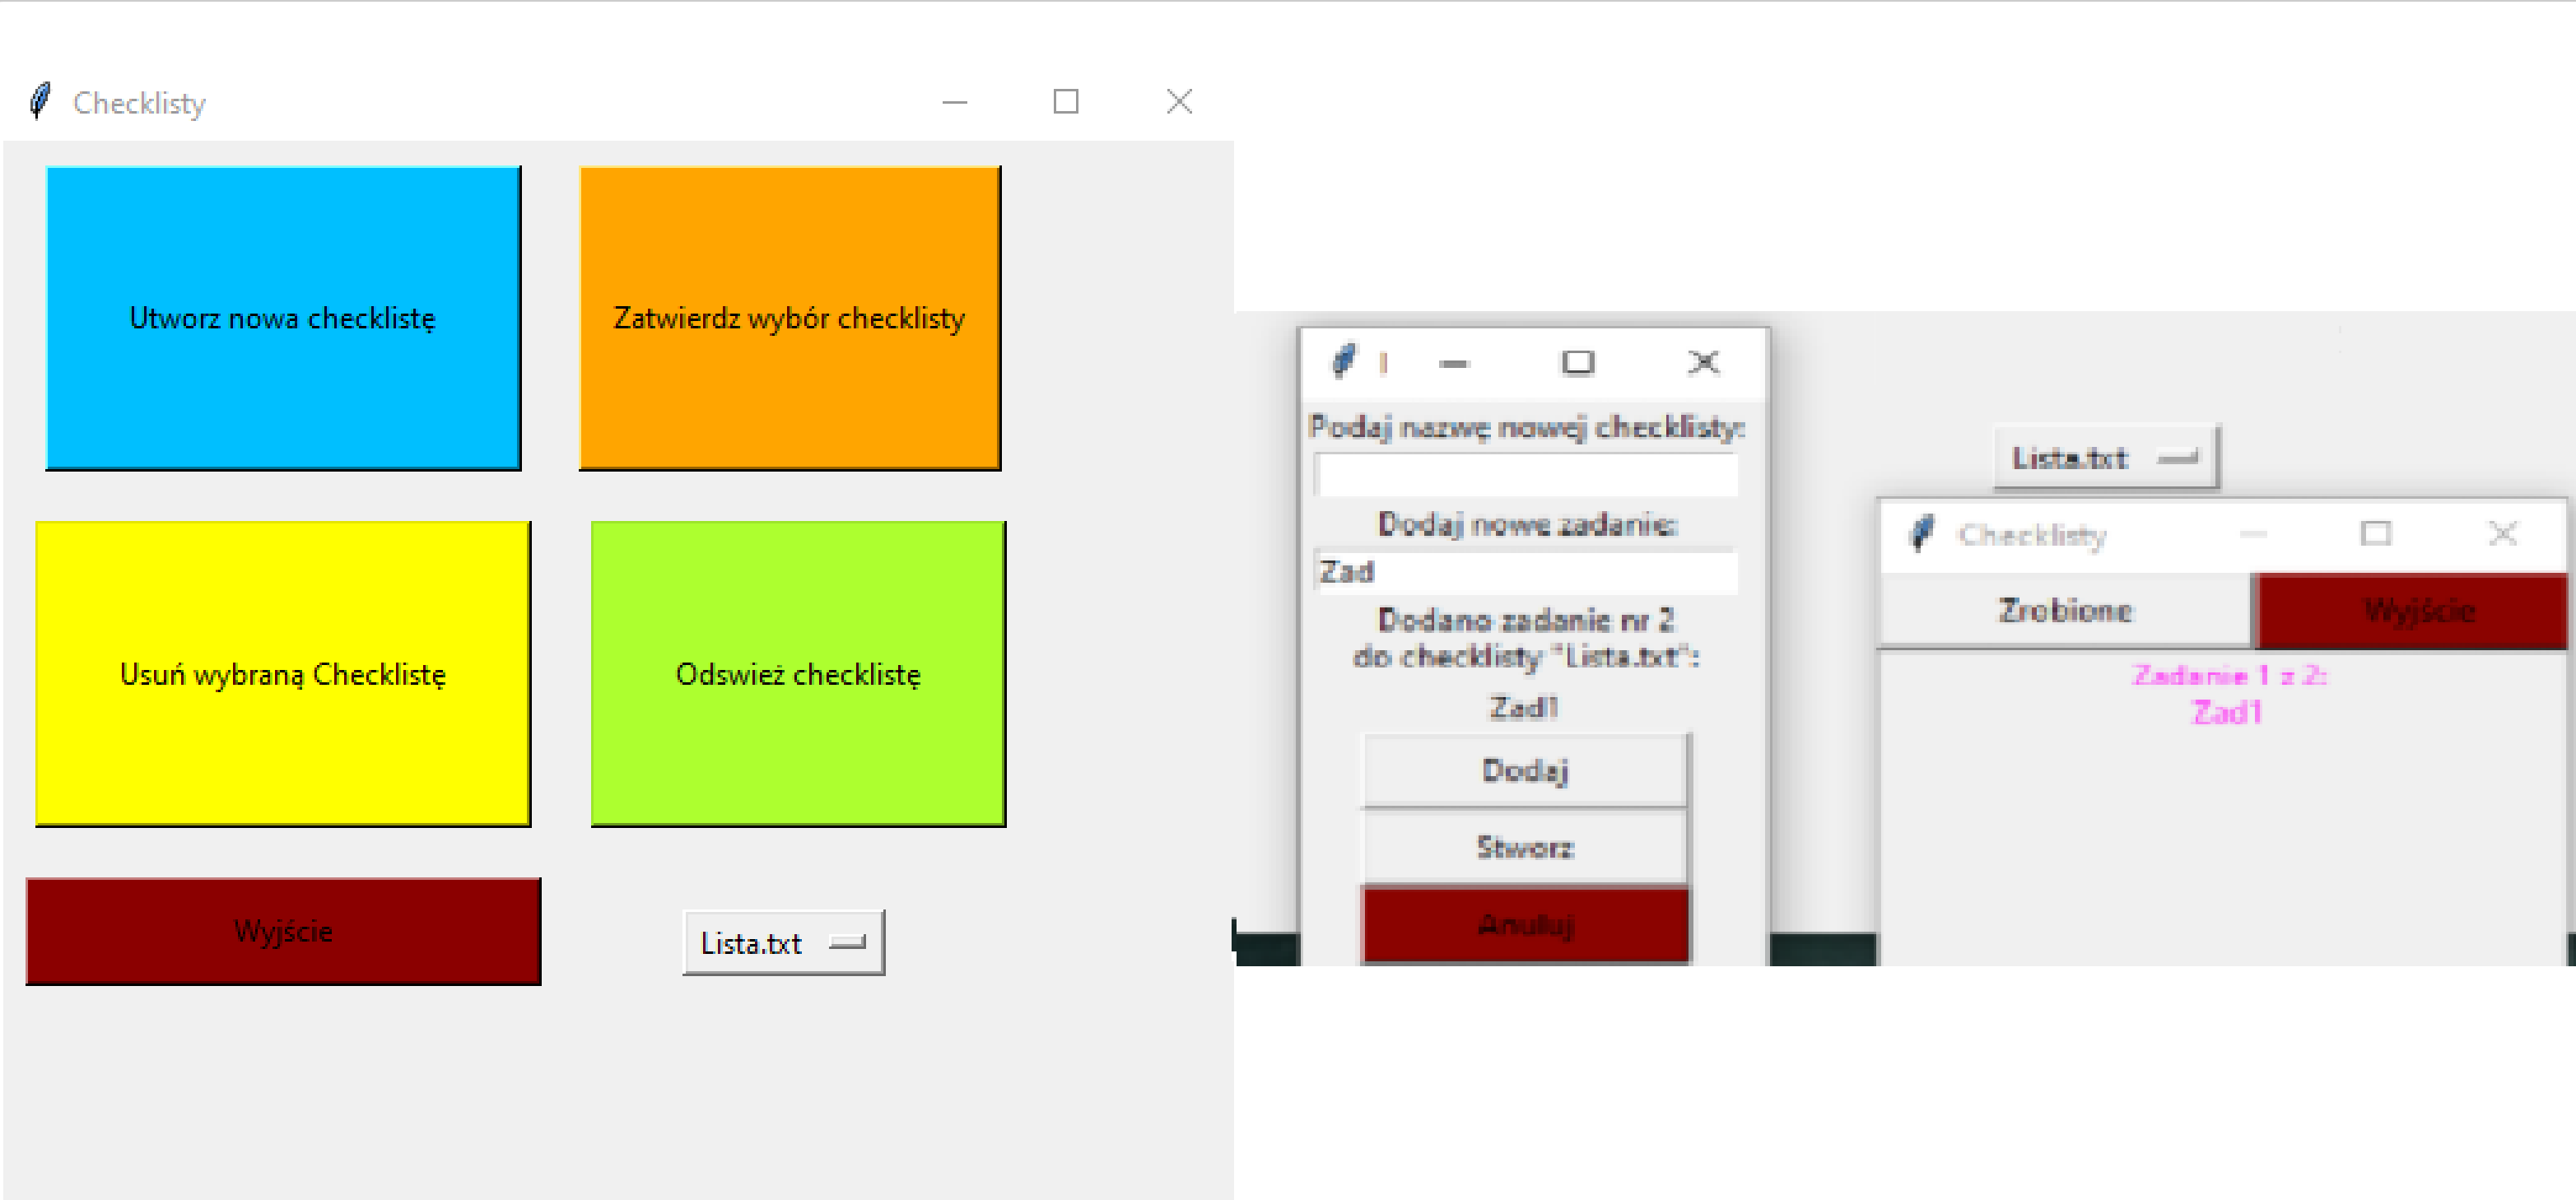 Checklisty
Utworz nowa checklistę
Zatwierdz wybór checklisty
Usuń wybraną Checklistę
Odswież checklistę
Wyjście
Lista.txt
Podaj nazwę nowej checklisty:
Dodaj nowe zadanie:
Zad
Dodano zadanie nr 2
do checklisty "Lista.txt":
Zad1
Dodaj
Stworz
Anuluj
Lista.txt
Checklisty
Zrobione
Wyjście
Zadanie 1 z 2:
Zad1